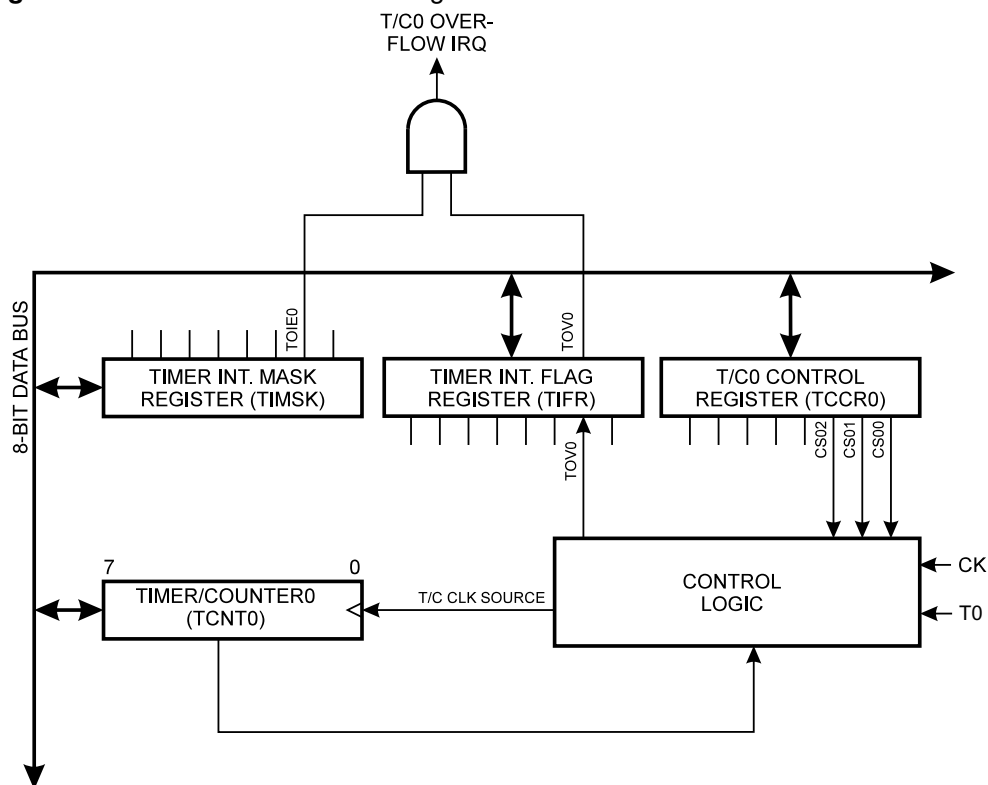 T/C0 OVER-
FLOW IRQ
8-BIT DATA BUS
TOIE0
TOV0
TIMER INT. MASK
REGISTER (TIMSK)
TIMER INT. FLAG
REGISTER (TIFR)
T/C0 CONTROL
REGISTER (TCCR0)
TOV0
CS02
CS01
CS00
7
0
TIMER/COUNTER0
(TCNT0)
T/C CLK SOURCE
CONTROL
LOGIC
CK
T0